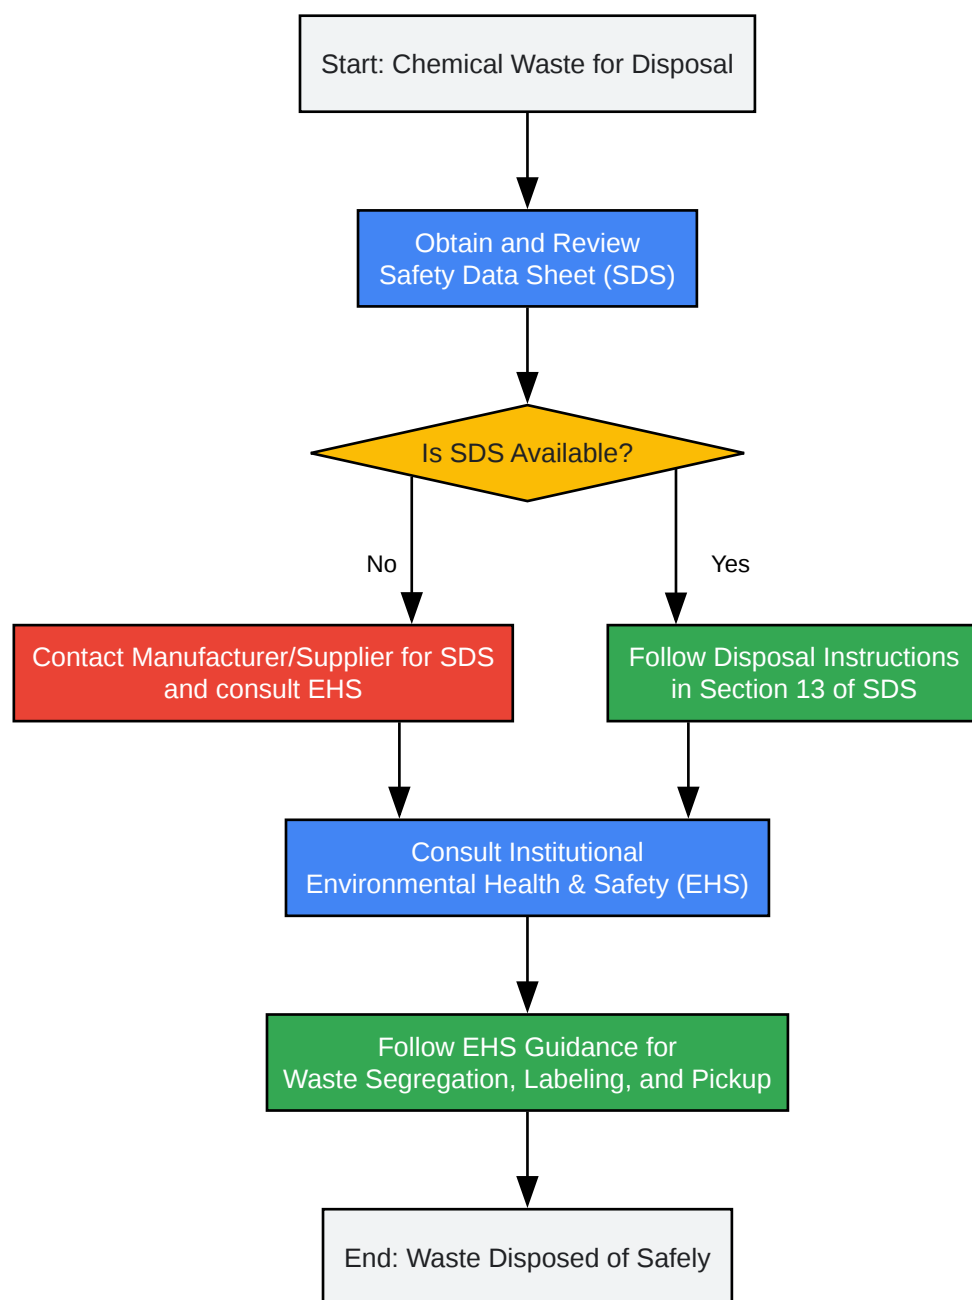 Start: Chemical Waste for Disposal
Obtain and Review
Safety Data Sheet (SDS)
Is SDS Available?
No
Yes
Contact Manufacturer/Supplier for SDS
and consult EHS
Follow Disposal Instructions
in Section 13 of SDS
Consult Institutional
Environmental Health & Safety (EHS)
Follow EHS Guidance for
Waste Segregation, Labeling, and Pickup
End: Waste Disposed of Safely